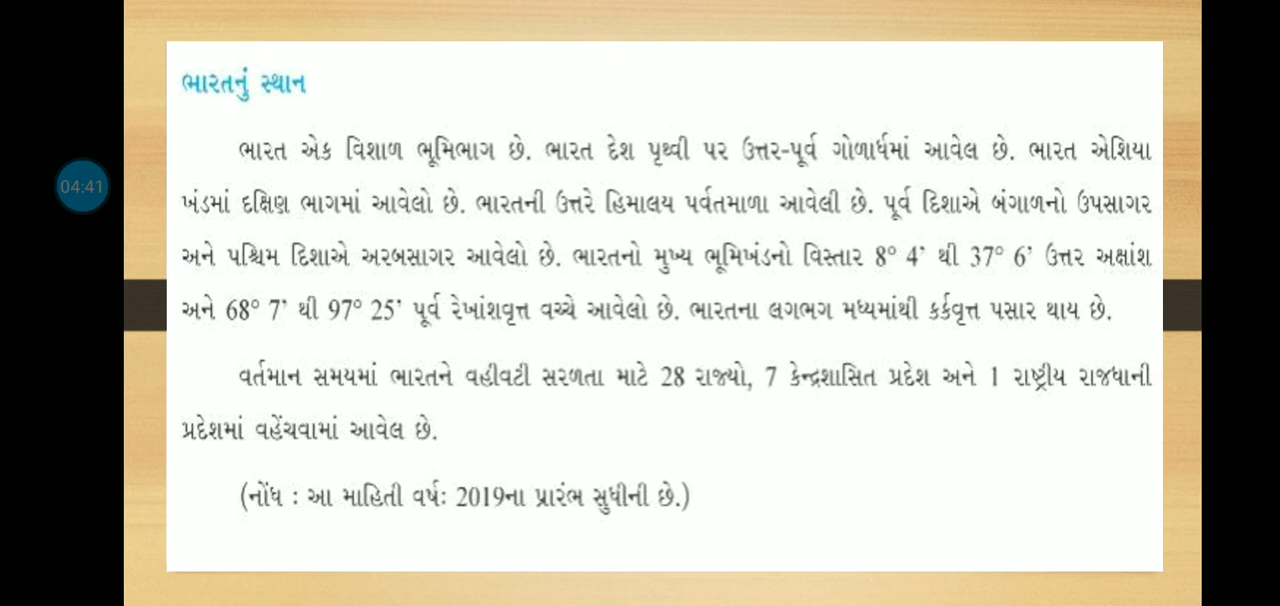 ભારતનું સ્થાન
ભારત એક વિશાળ ભૂમિભાગ છે. ભારત દેશ પૃથ્વી પર ઉત્તર-પૂર્વ ગોળાર્ધમાં આવેલ છે. ભારત એશિયા
04:41
ખંડમાં દક્ષિણ ભાગમાં આવેલો છે. ભારતની ઉત્તરે હિમાલય પર્વતમાળા આવેલી છે. પૂર્વ દિશાએ બંગાળનો ઉપસાગર
અને પશ્ચિમ દિશાએ અરબસાગર આવેલો છે. ભારતનો મુખ્ય ભૂમિખંડનો વિસ્તાર 8° 4' થી 37° 6' ઉત્તર અક્ષાંશ
અને 68° 7' થી 97° 25' પૂર્વ રેખાંશવૃત્ત વચ્ચે આવેલો છે. ભારતના લગભગ મધ્યમાંથી કર્કવૃત્ત પસાર થાય છે.
વર્તમાન સમયમાં ભારતને વહીવટી સરળતા માટે 28 રાજ્યો, 7 કેન્દ્રશાસિત પ્રદેશ અને 1 રાષ્ટ્રીય રાજધાની
પ્રદેશમાં વહેંચવામાં આવેલ છે.
(નોંધ : આ માહિતી વર્ષઃ 2019ના પ્રારંભ સુધીની છે.)